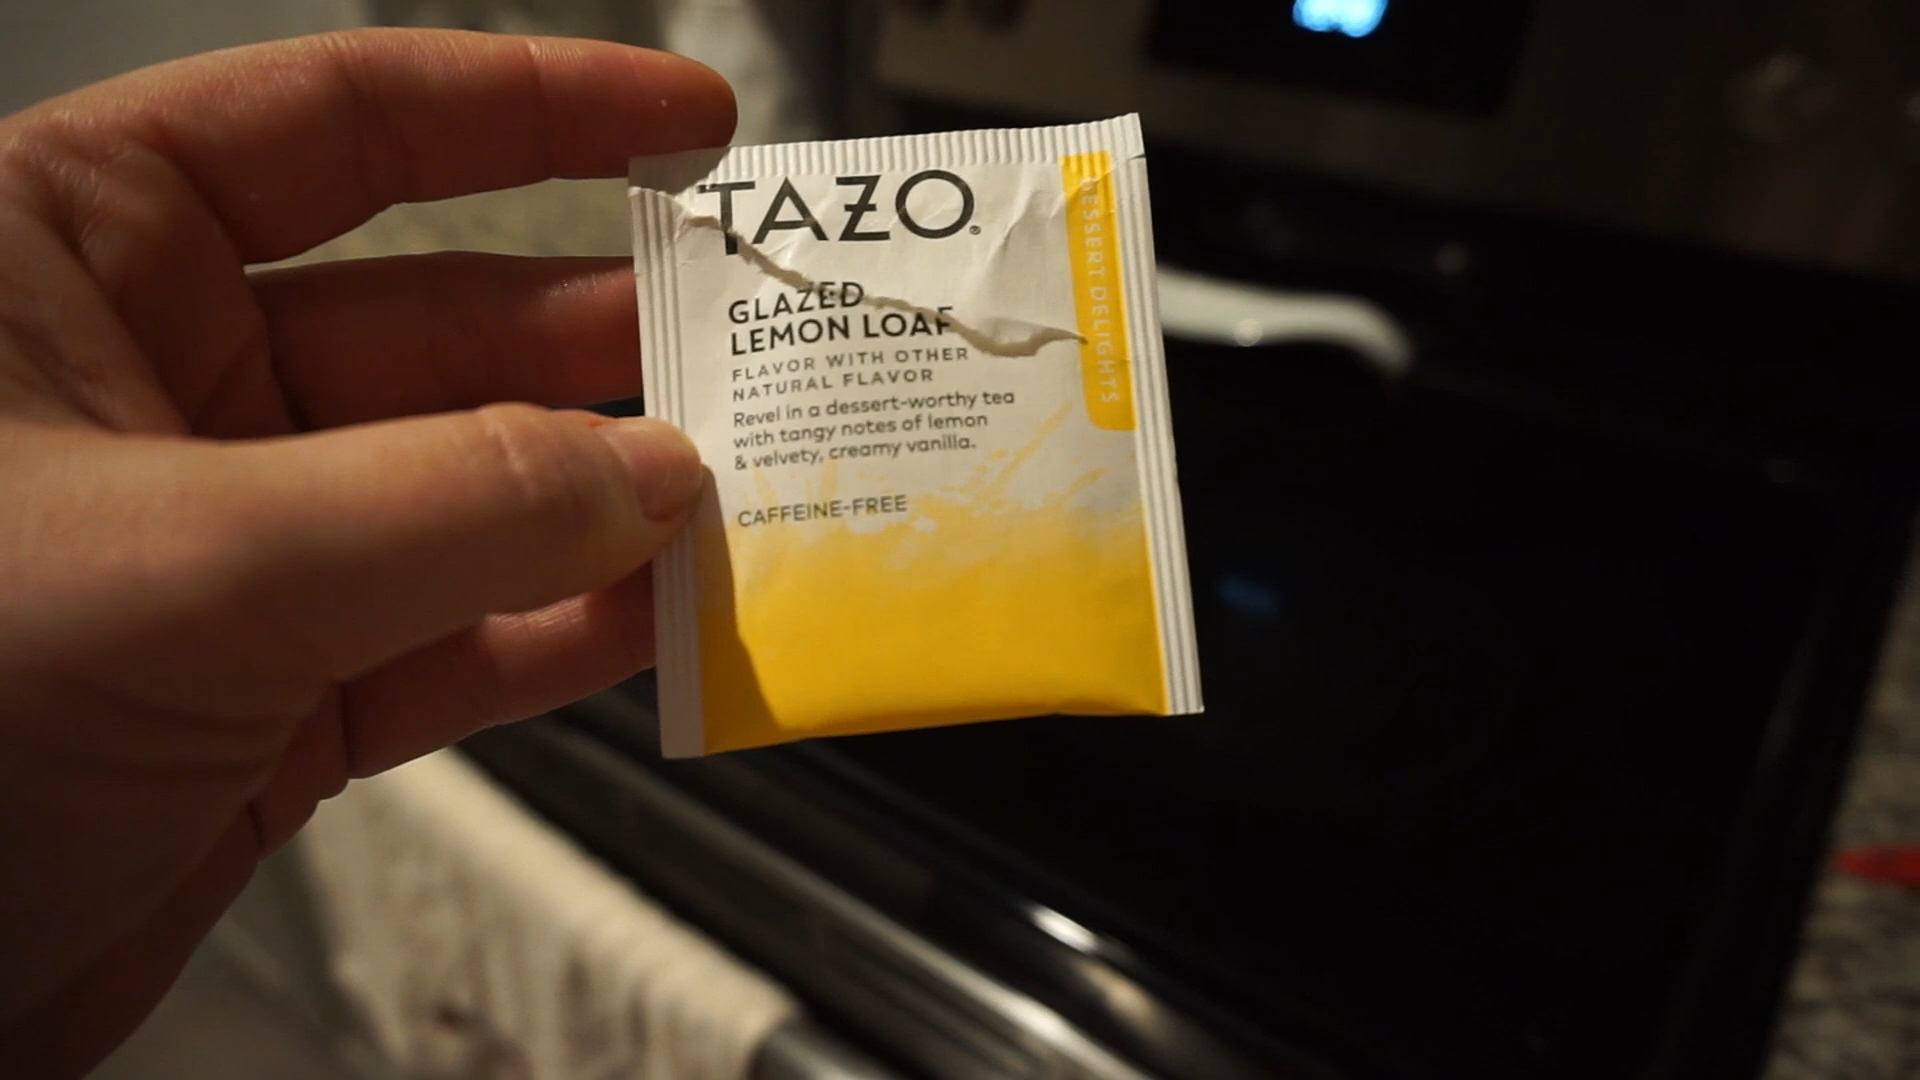 TAZO®
GLAZED
LEMON LOAF
FLAVOR WITH OTHER
NATURAL FLAVOR
Revel in a dessert-worthy tea
with tangy notes of lemon
& velvety, creamy vanilla.
CAFFEINE-FREE
DESSERT DELIGHTS